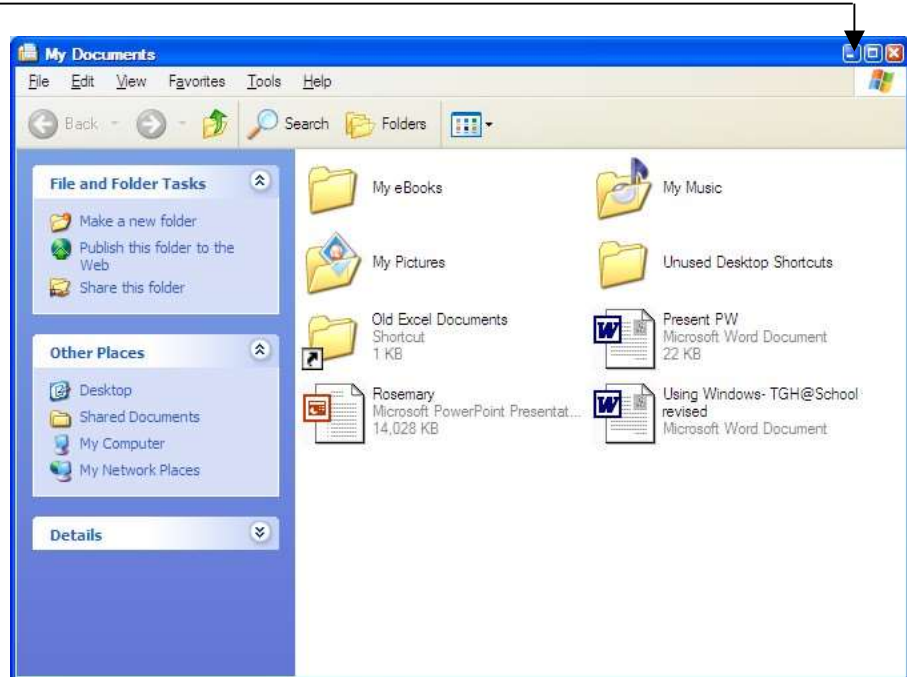 My Documents
File Edit View Favorites Tools Help
Back Search Folders
File and Folder Tasks
Make a new folder
Publish this folder to the
Web
Share this folder
Other Places
Desktop
Shared Documents
My Computer
My Network Places
Details
My eBooks
My Music
My Pictures
Unused Desktop Shortcuts
Old Excel Documents
Shortcut
1 KB
Present PW
Microsoft Word Document
22 KB
Rosemary
Microsoft PowerPoint Presentat...
14,028 KB
Using Windows- TGH@School
revised
Microsoft Word Document